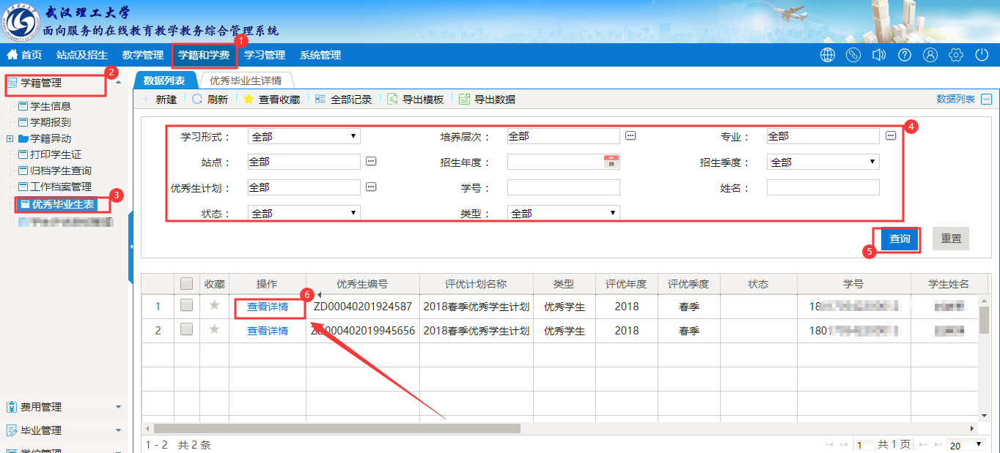 武汉理工大学
面向服务的在线教育教学教务综合管理系统
首页 站点及招生 教学管理 学籍和学费 1 学习管理 系统管理
学籍管理 2
学生信息
学期报到
学籍异动
打印学生证
归档学生查询
工作档案管理
优秀毕业生表 3
费用管理
毕业管理
学位管理
数据列表 优秀毕业生详情
新建 刷新 查看收藏 全部记录 导出模板 导出数据 数据列表
学习形式： 全部 培养层次： 全部 专业： 全部 4
站点： 全部 招生年度： 招生季度： 全部
优秀生计划： 全部 学号： 姓名：
状态： 全部 类型： 全部
5 查询 重置
收藏 操作 优秀生编号 评优计划名称 类型 评优年度 评优季度 状态 学号 学生姓名
1 查看详情 6 ZD00040201924587 2018春季优秀学生计划 优秀学生 2018 春季 18
2 查看详情 ZD000402019945656 2018春季优秀学生计划 优秀学生 2018 春季 1801
1 - 2 共 2 条 1 共 1 页 20